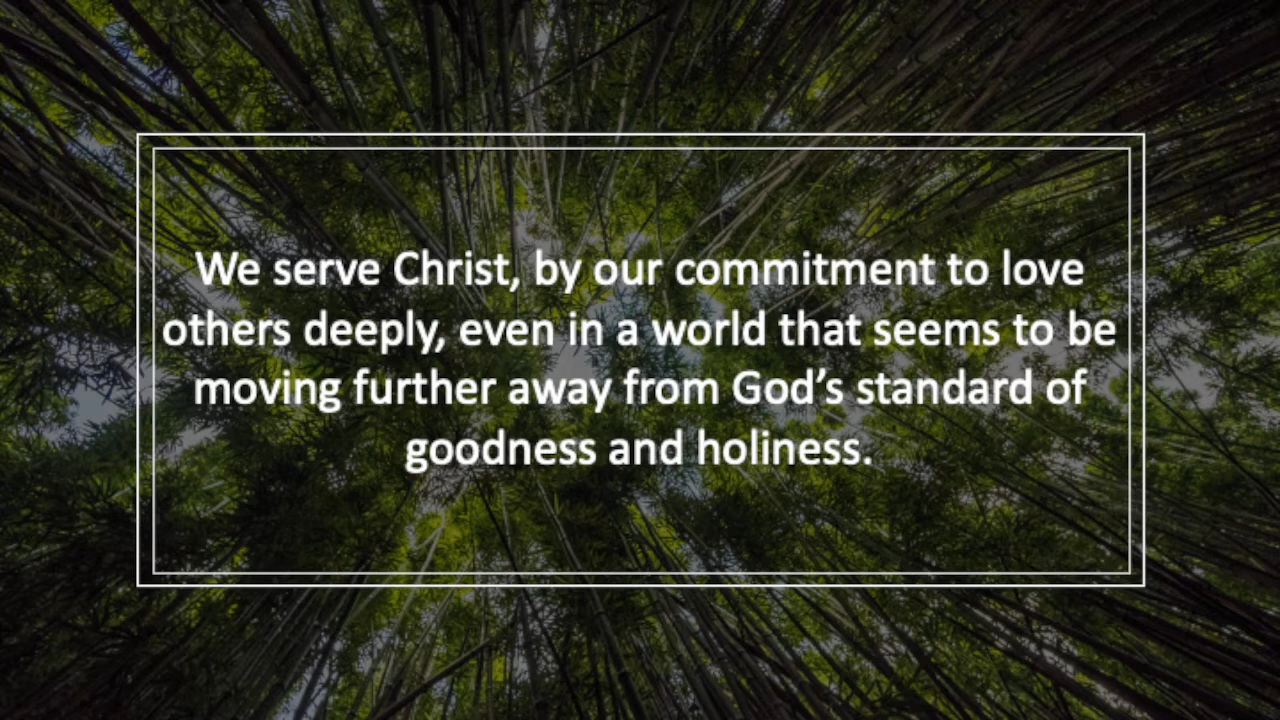 We serve Christ, by our commitment to love
others deeply, even in a world that seems to be
moving further away from God’s standard of
goodness and holiness.